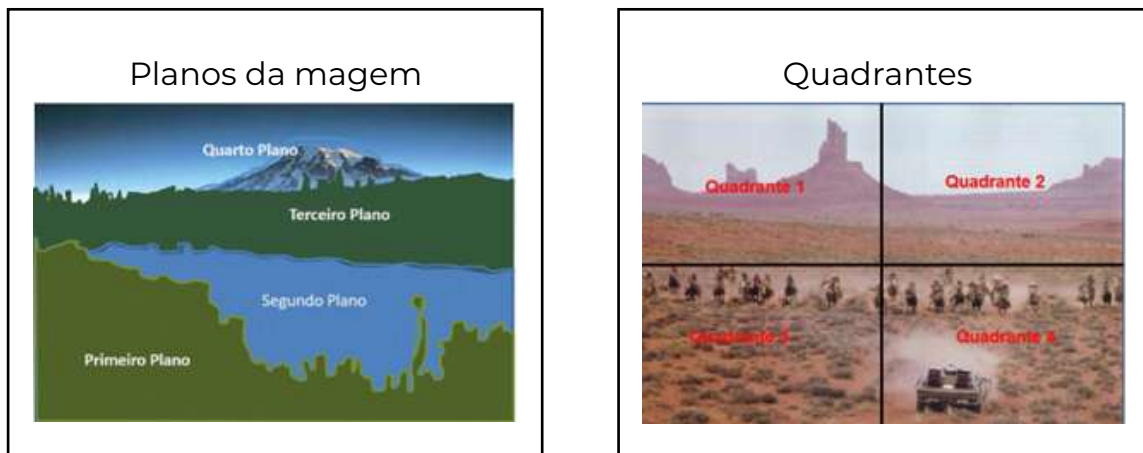 Planos da magem
Quarto Plano
Terceiro Plano
Segundo Plano
Primeiro Plano
Quadrantes
Quadrante 1
Quadrante 2
Quadrante 3
Quadrante 4